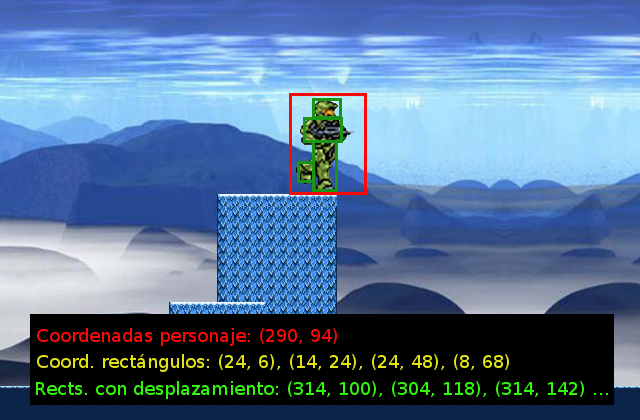 Coordenadas personaje: (290, 94)
Coord. rectángulos: (24, 6), (14, 24), (24, 48), (8, 68)
Rects. con desplazamiento: (314, 100), (304, 118), (314, 142) ...